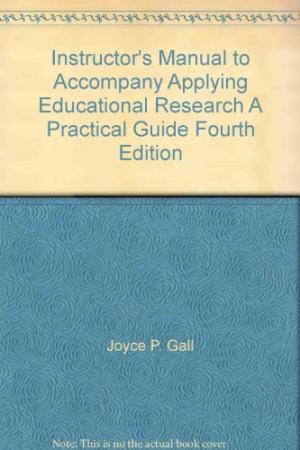 Instructor's Manual to
Accompany Applying
Educational Research A
Practical Guide Fourth
Edition
Joyce P. Gall
Note: This is no the actual book cover